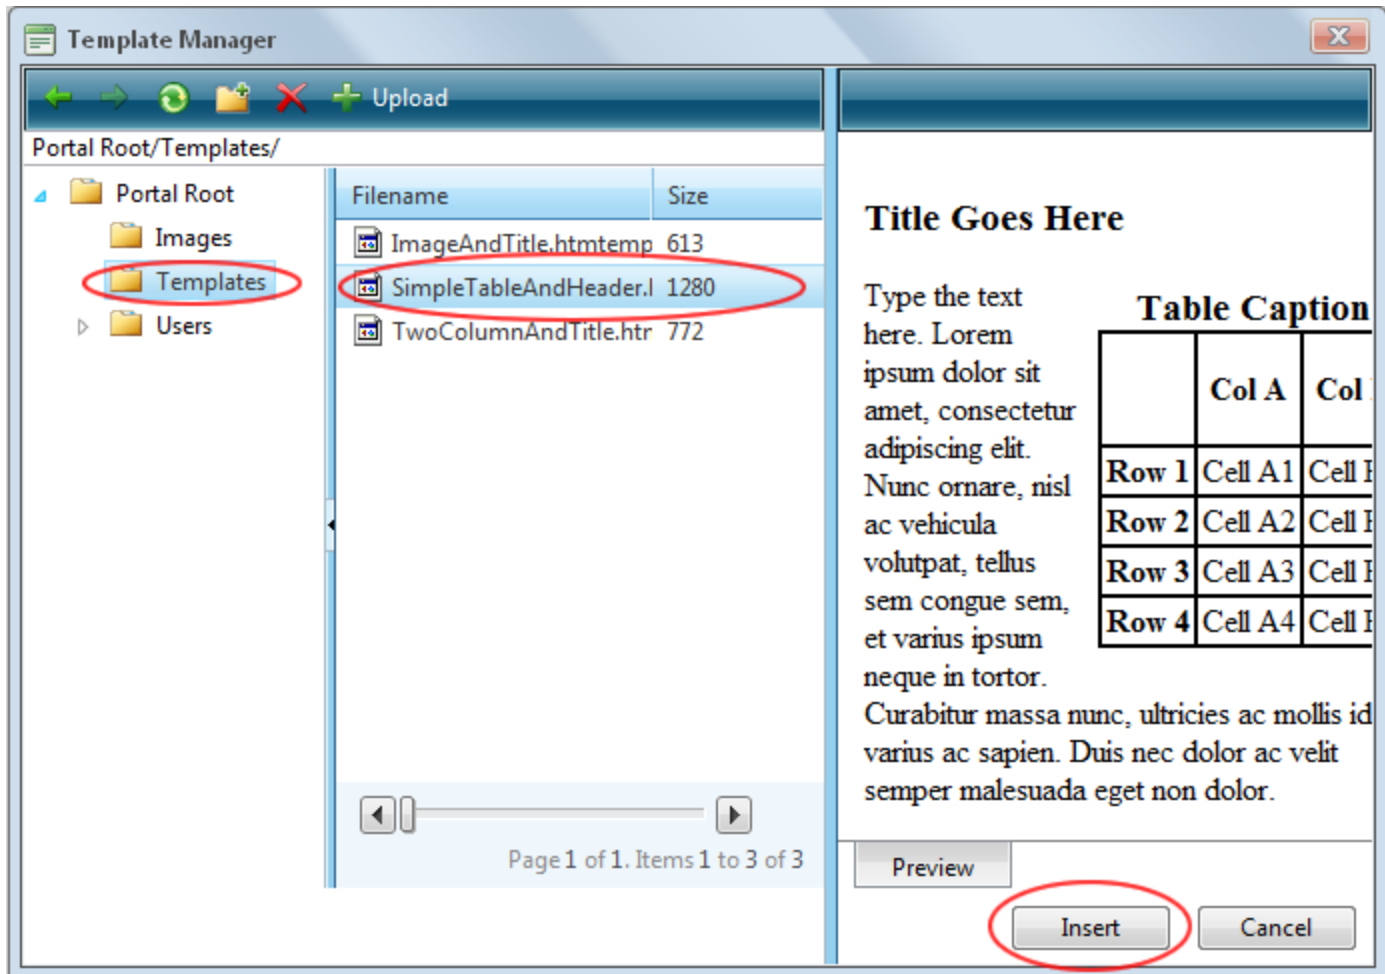 Template Manager
Upload
Portal Root/Templates/
Portal Root
Images
Templates
Users
Filename Size
ImageAndTitle.htmtemp 613
SimpleTableAndHeader. 1280
TwoColumnAndTitle.htr 772
Page 1 of 1. Items 1 to 3 of 3
Title Goes Here
Type the text
here. Lorem
ipsum dolor sit
amet, consectetur
adipiscing elit.
Nunc ornare, nisl
ac vehicula
volutpat, tellus
sem congue sem,
et varius ipsum
neque in tortor.
Curabitur massa nunc, ultricies ac mollis id
varius ac sapien. Duis nec dolor ac velit
semper malesuada eget non dolor.
Table Caption
Col A Col
Row 1 Cell A1 Cell
Row 2 Cell A2 Cell
Row 3 Cell A3 Cell
Row 4 Cell A4 Cell
Preview
Insert Cancel